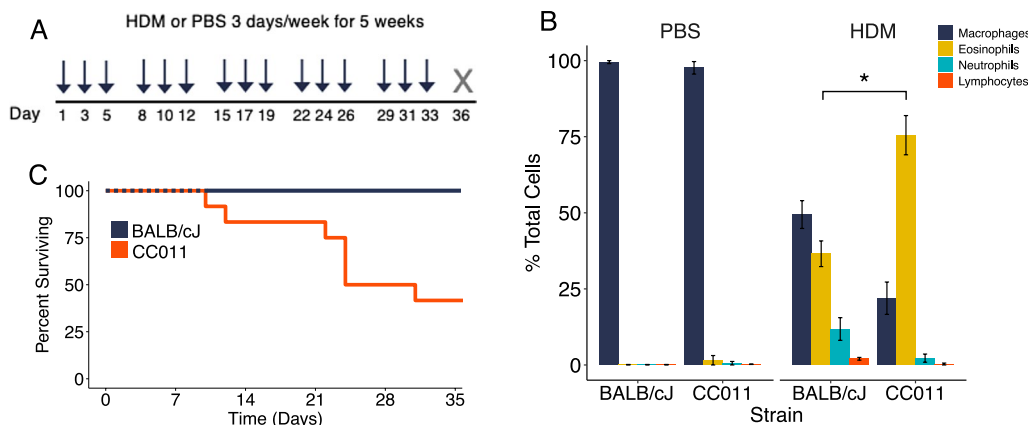 A
HDM or PBS 3 days/week for 5 weeks
X
Day 1 3 5 8 10 12 15 17 19 22 24 26 29 31 33 36
C
100
75
50
25
0
Percent Surviving
BALB/cJ
CC011
0 7 14 21 28 35
Time (Days)
B
PBS HDM
Macrophages
Eosinophils
Neutrophils
Lymphocytes
*
100
75
50
25
0
% Total Cells
BALB/cJ CC011 BALB/cJ CC011
Strain